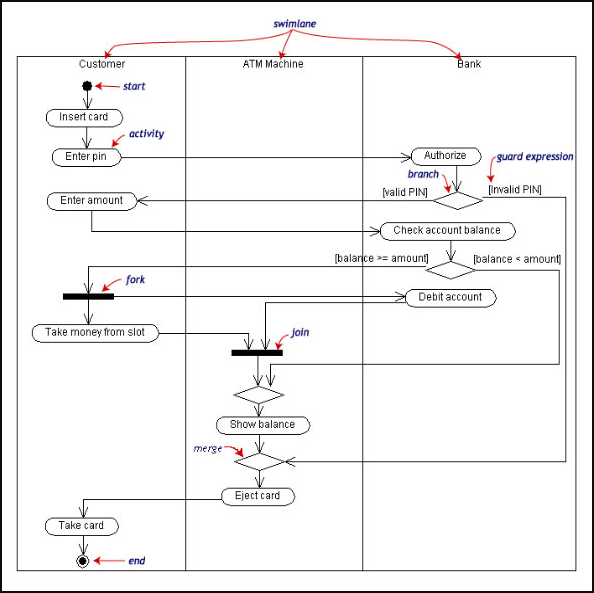 swimlane
Customer
ATM Machine
Bank
start
Insert card
activity
Enter pin
Authorize
guard expression
branch
[valid PIN]
[Invalid PIN]
Enter amount
Check account balance
[balance >= amount]
[balance < amount]
fork
Debit account
Take money from slot
join
Show balance
merge
Eject card
Take card
end